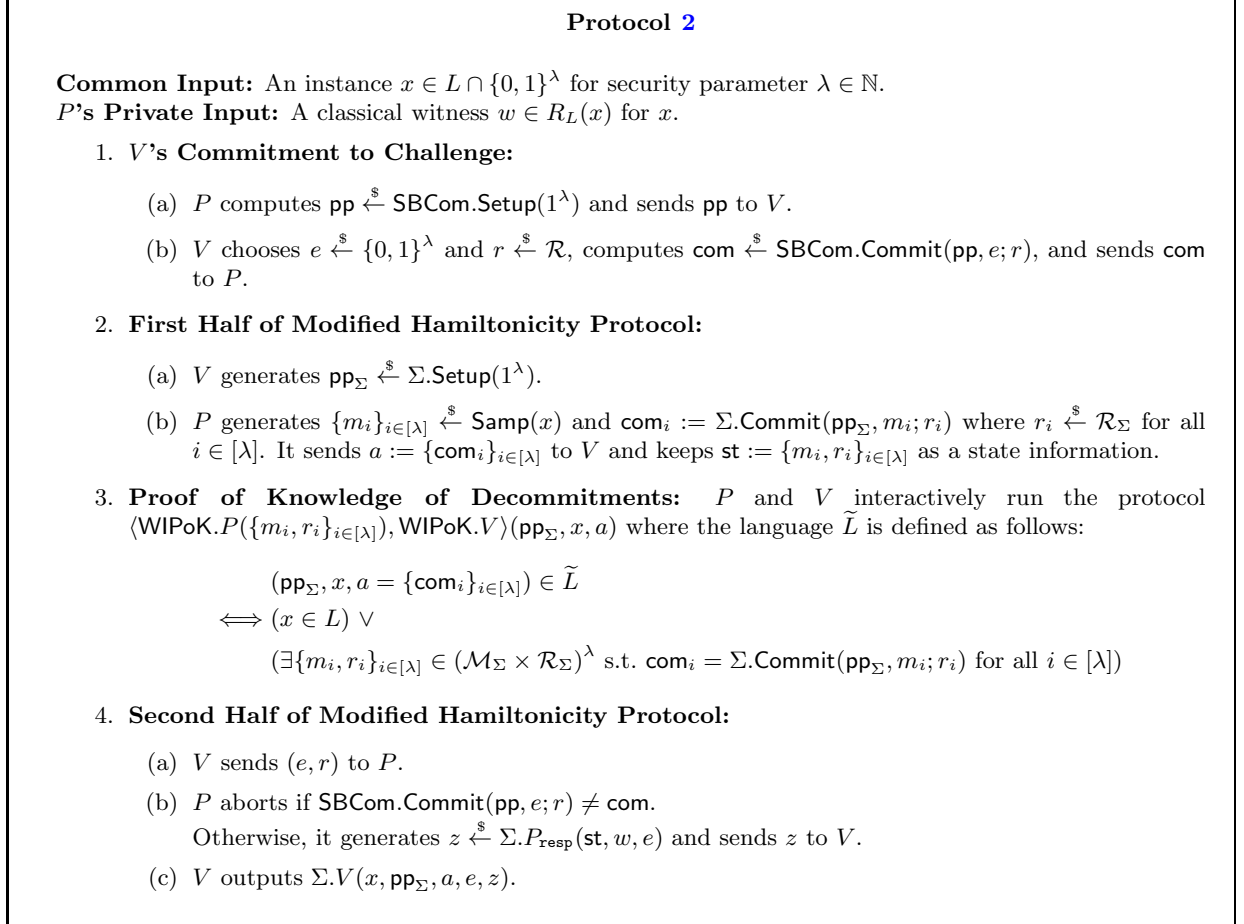 Protocol 2
Common Input: An instance x ∈ L ∩ {0, 1}^λ for security parameter λ ∈ ℕ.
P's Private Input: A classical witness w ∈ R_L(x) for x.
1. V's Commitment to Challenge:
(a) P computes pp ←$ SBCom.Setup(1^λ) and sends pp to V.
(b) V chooses e ←$ {0, 1}^λ and r ←$ ℛ, computes com ←$ SBCom.Commit(pp, e; r), and sends com
to P.
2. First Half of Modified Hamiltonicity Protocol:
(a) V generates pp_Σ ←$ Σ.Setup(1^λ).
(b) P generates {m_i}_{i∈[λ]} ←$ Samp(x) and com_i := Σ.Commit(pp_Σ, m_i; r_i) where r_i ←$ ℛ_Σ for all
i ∈ [λ]. It sends a := {com_i}_{i∈[λ]} to V and keeps st := {m_i, r_i}_{i∈[λ]} as a state information.
3. Proof of Knowledge of Decommitments: P and V interactively run the protocol
⟨WIPoK.P({m_i, r_i}_{i∈[λ]}), WIPoK.V⟩(pp_Σ, x, a) where the language L̃ is defined as follows:
(pp_Σ, x, a = {com_i}_{i∈[λ]}) ∈ L̃
⟺ (x ∈ L) ∨
(∃{m_i, r_i}_{i∈[λ]} ∈ (ℳ_Σ × ℛ_Σ)^λ s.t. com_i = Σ.Commit(pp_Σ, m_i; r_i) for all i ∈ [λ])
4. Second Half of Modified Hamiltonicity Protocol:
(a) V sends (e, r) to P.
(b) P aborts if SBCom.Commit(pp, e; r) ≠ com.
Otherwise, it generates z ←$ Σ.P_resp(st, w, e) and sends z to V.
(c) V outputs Σ.V(x, pp_Σ, a, e, z).